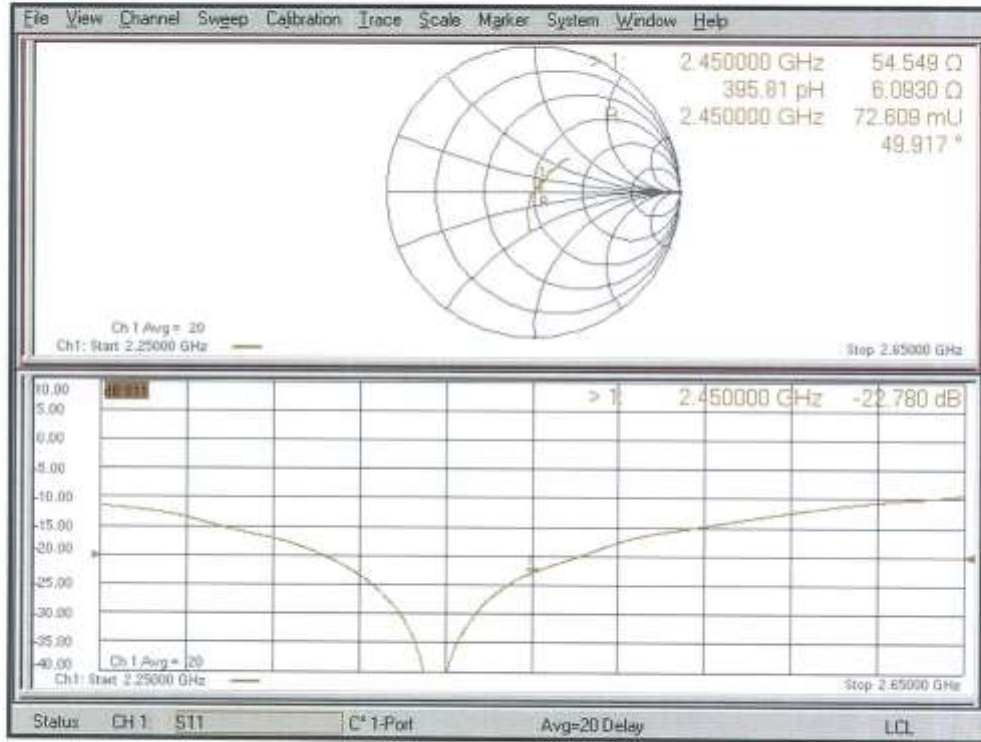 File View Channel Sweep Calibration Trace Scale Marker System Window Help
> 1: 2.450000 GHz 54.549 Ω
395.81 pH 6.0930 Ω
2.450000 GHz 72.609 mU
49.917 °
Ch 1 Avg = 20
Ch1: Start 2.25000 GHz
Stop 2.65000 GHz
10.00
5.00
0.00
-5.00
-10.00
-15.00
-20.00
-25.00
-30.00
-35.00
-40.00
> 1: 2.450000 GHz -22.780 dB
Ch 1 Avg = 20
Ch1: Start 2.25000 GHz
Stop 2.65000 GHz
Status CH 1: S11 C* 1-Port Avg=20 Delay LCL